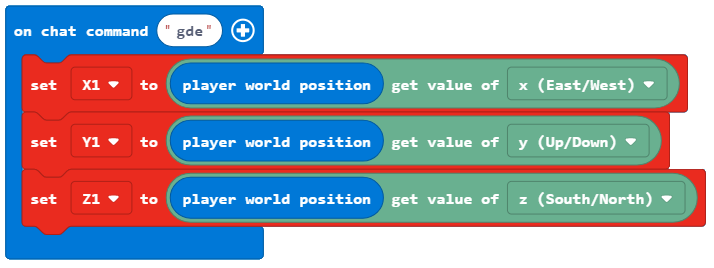 on chat command "gde"
set X1 to player world position get value of x (East/West)
set Y1 to player world position get value of y (Up/Down)
set Z1 to player world position get value of z (South/North)